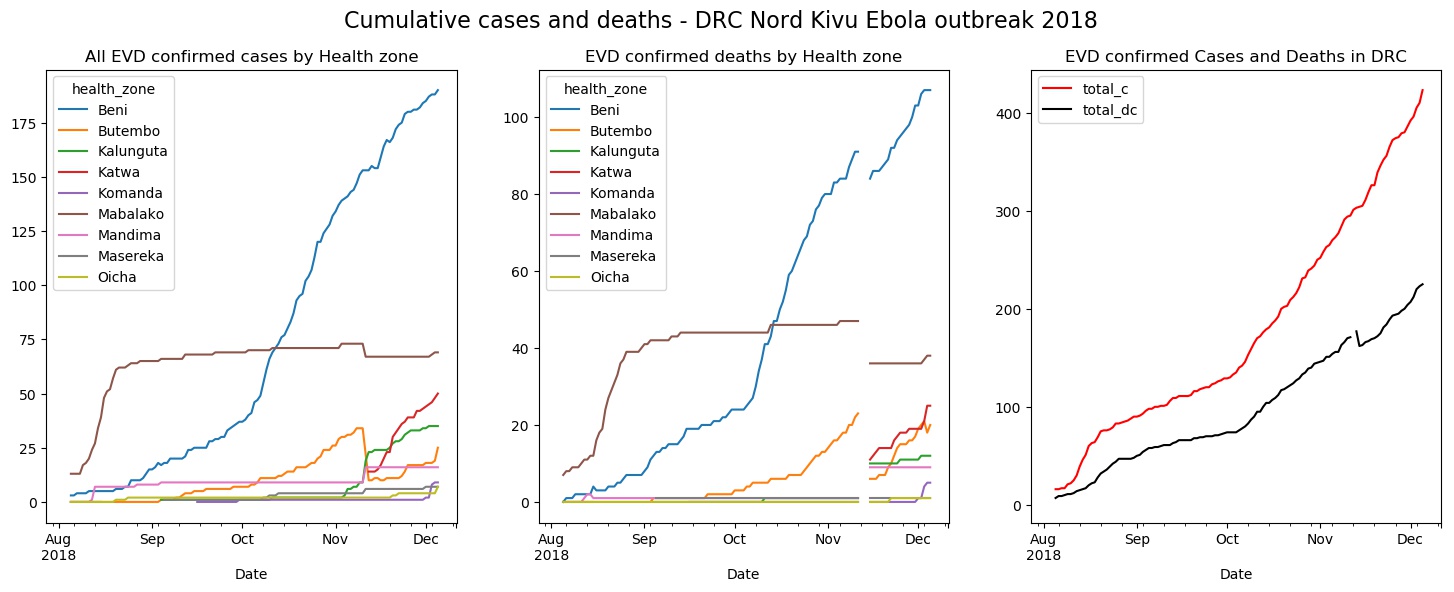 Cumulative cases and deaths - DRC Nord Kivu Ebola outbreak 2018
All EVD confirmed cases by Health zone
health_zone
Beni
Butembo
Kalunguta
Katwa
Komanda
Mabalako
Mandima
Masereka
Oicha
175
150
125
100
75
50
25
0
Aug Sep Oct Nov Dec
2018
Date
EVD confirmed deaths by Health zone
health_zone
Beni
Butembo
Kalunguta
Katwa
Komanda
Mabalako
Mandima
Masereka
Oicha
100
80
60
40
20
0
Aug Sep Oct Nov Dec
2018
Date
EVD confirmed Cases and Deaths in DRC
total_c
total_dc
400
300
200
100
0
Aug Sep Oct Nov Dec
2018
Date